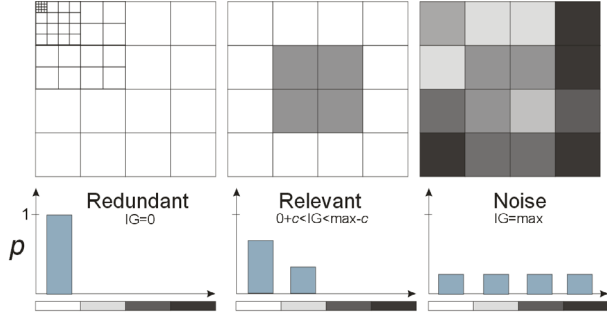 Redundant
IG=0
Relevant
0+c<IG<max-c
Noise
IG=max
1
p